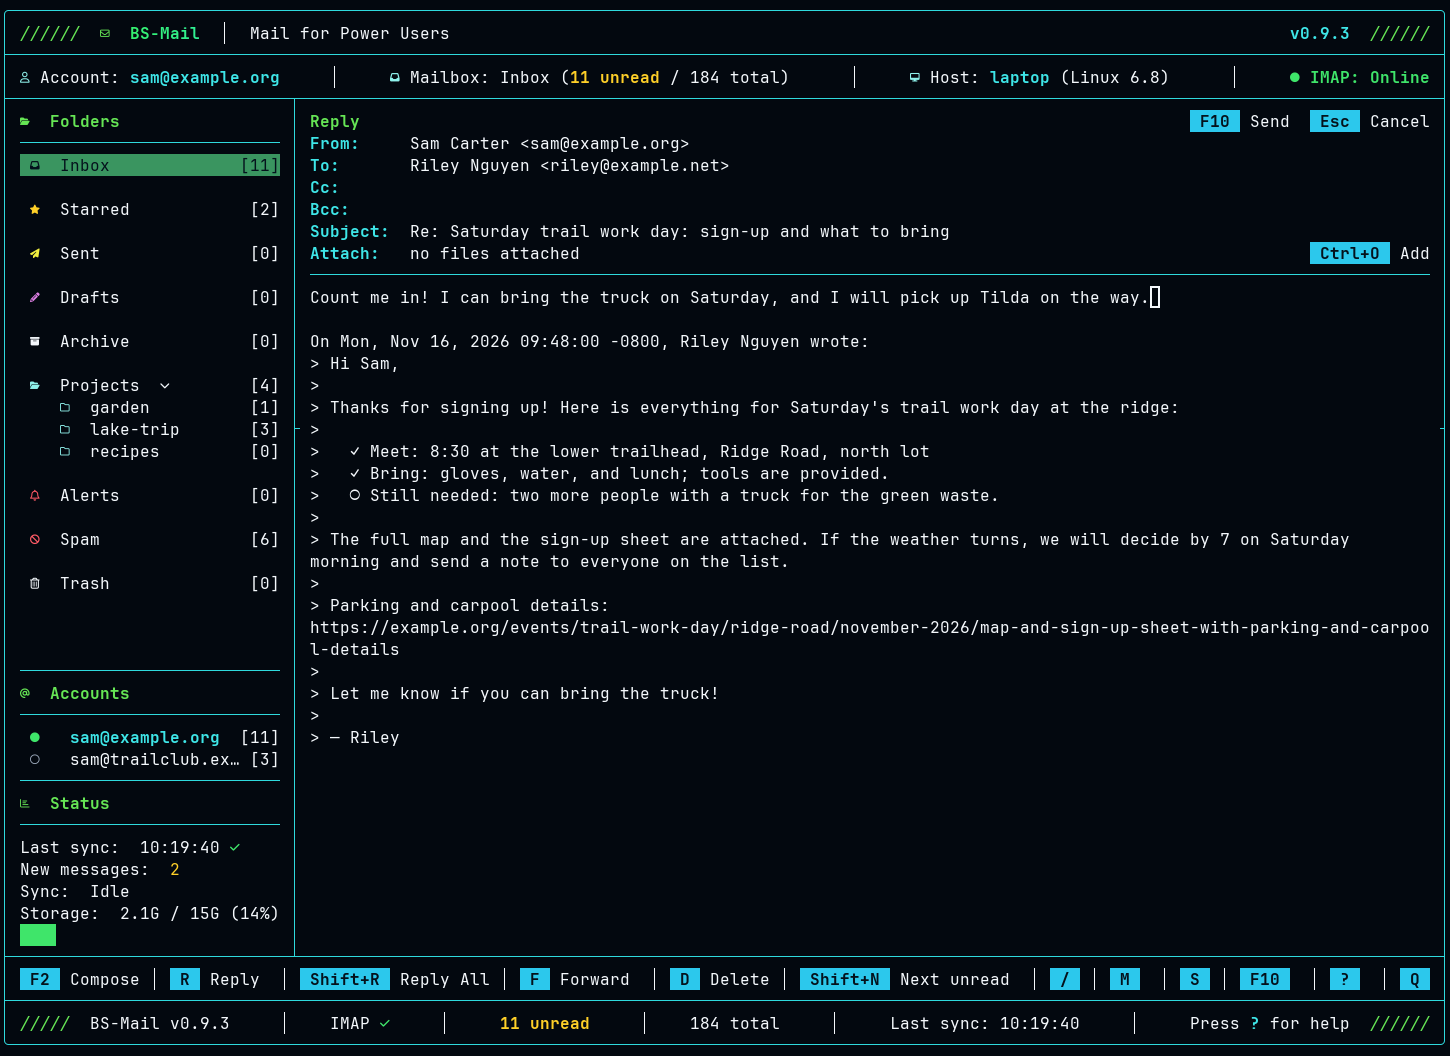 ////// BS-Mail Mail for Power Users v0.9.3 //////
Account: sam@example.org Mailbox: Inbox (11 unread / 184 total) Host: laptop (Linux 6.8) IMAP: Online
Folders
Inbox [11]
Starred [2]
Sent [0]
Drafts [0]
Archive [0]
Projects [4]
garden [1]
lake-trip [3]
recipes [0]
Alerts [0]
Spam [6]
Trash [0]
Accounts
sam@example.org [11]
sam@trailclub.ex… [3]
Status
Last sync: 10:19:40 ✓
New messages: 2
Sync: Idle
Storage: 2.1G / 15G (14%)
Reply F10 Send Esc Cancel
From: Sam Carter <sam@example.org>
To: Riley Nguyen <riley@example.net>
Cc:
Bcc:
Subject: Re: Saturday trail work day: sign-up and what to bring
Attach: no files attached Ctrl+O Add
Count me in! I can bring the truck on Saturday, and I will pick up Tilda on the way.
On Mon, Nov 16, 2026 09:48:00 -0800, Riley Nguyen wrote:
> Hi Sam,
>
> Thanks for signing up! Here is everything for Saturday's trail work day at the ridge:
>
> ✓ Meet: 8:30 at the lower trailhead, Ridge Road, north lot
> ✓ Bring: gloves, water, and lunch; tools are provided.
> ○ Still needed: two more people with a truck for the green waste.
>
> The full map and the sign-up sheet are attached. If the weather turns, we will decide by 7 on Saturday
morning and send a note to everyone on the list.
>
> Parking and carpool details:
https://example.org/events/trail-work-day/ridge-road/november-2026/map-and-sign-up-sheet-with-parking-and-carpoo
l-details
>
> Let me know if you can bring the truck!
>
> — Riley
F2 Compose R Reply Shift+R Reply All F Forward D Delete Shift+N Next unread / M S F10 ? Q
///// BS-Mail v0.9.3 IMAP ✓ 11 unread 184 total Last sync: 10:19:40 Press ? for help //////